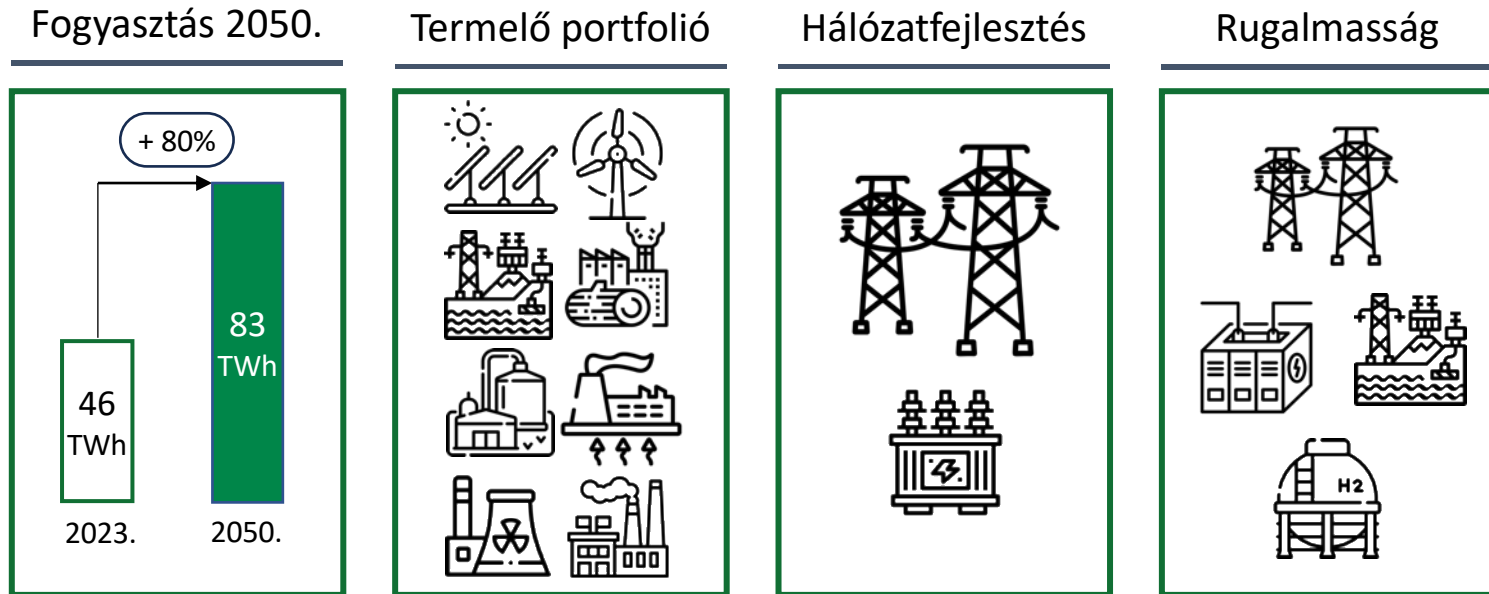 Fogyasztás 2050.
Termelő portfolió
Hálózatfejlesztés
Rugalmasság
+ 80%
46
TWh
83
TWh
2023.
2050.
H2